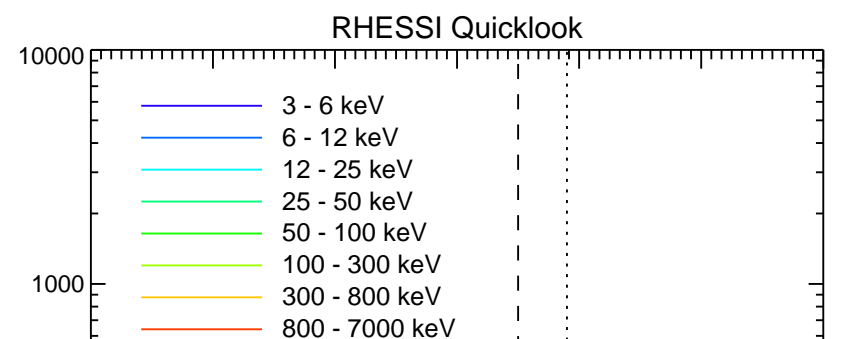 RHESSI Quicklook
10000
3 - 6 keV
6 - 12 keV
12 - 25 keV
25 - 50 keV
50 - 100 keV
100 - 300 keV
1000
300 - 800 keV
800 - 7000 keV